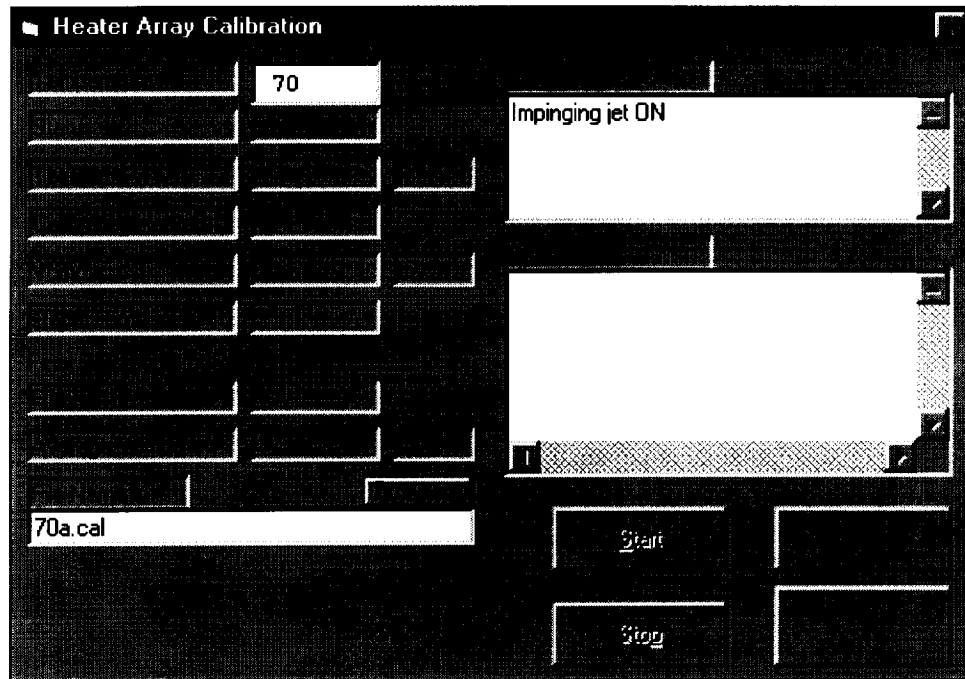 Heater Array Calibration
70
Impinging jet ON
70a.cal
Start
Stop